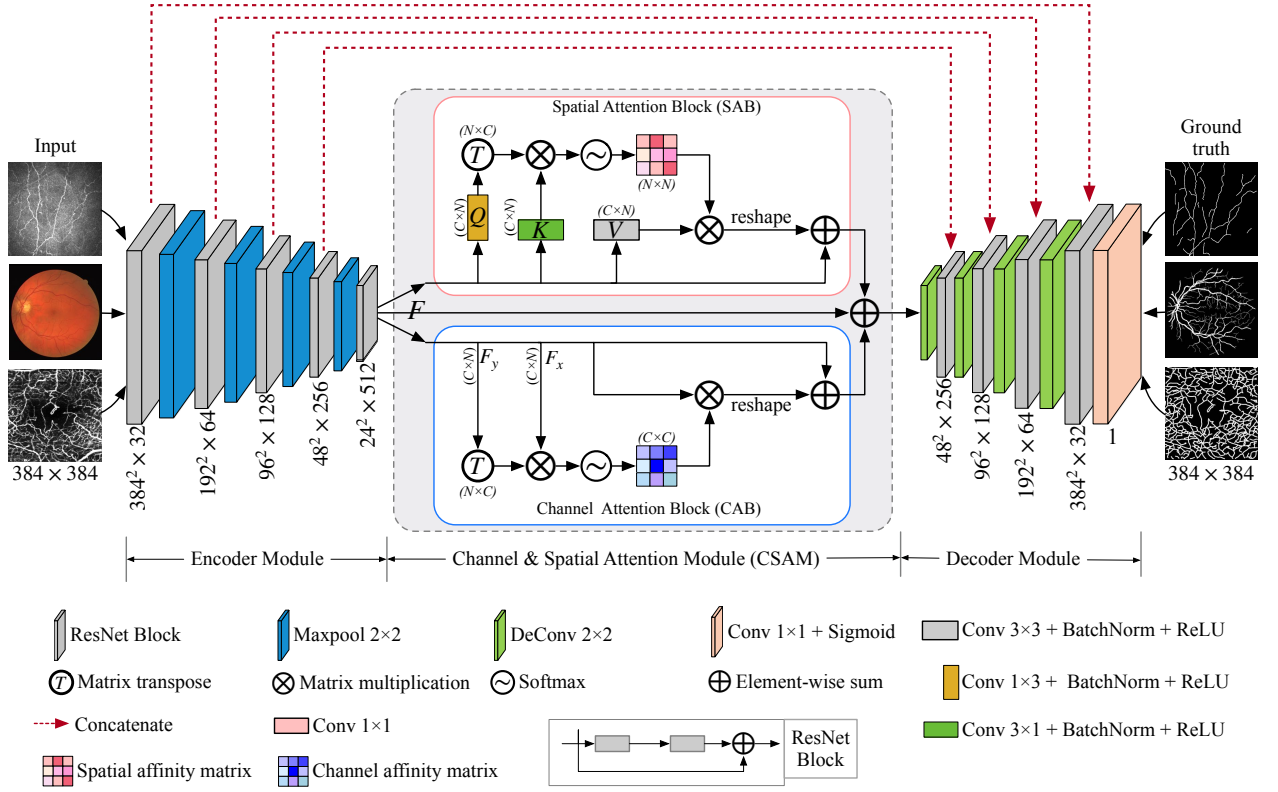 Input
384 × 384
384² × 32
192² × 64
96² × 128
48² × 256
24² × 512
Spatial Attention Block (SAB)
(N×C)
T
(C×N)
Q
(C×N)
K
(C×N)
V
(N×N)
reshape
F
(C×N)
F_y
(C×N)
F_x
T
(N×C)
(C×C)
reshape
Channel Attention Block (CAB)
48² × 256
96² × 128
192² × 64
384² × 32
1
Ground
truth
384 × 384
Encoder Module
Channel & Spatial Attention Module (CSAM)
Decoder Module
ResNet Block
Maxpool 2×2
DeConv 2×2
Conv 1×1 + Sigmoid
Conv 3×3 + BatchNorm + ReLU
T
Matrix transpose
Matrix multiplication
Softmax
Element-wise sum
Conv 1×3 + BatchNorm + ReLU
Concatenate
Conv 1×1
Conv 3×1 + BatchNorm + ReLU
Spatial affinity matrix
Channel affinity matrix
ResNet
Block